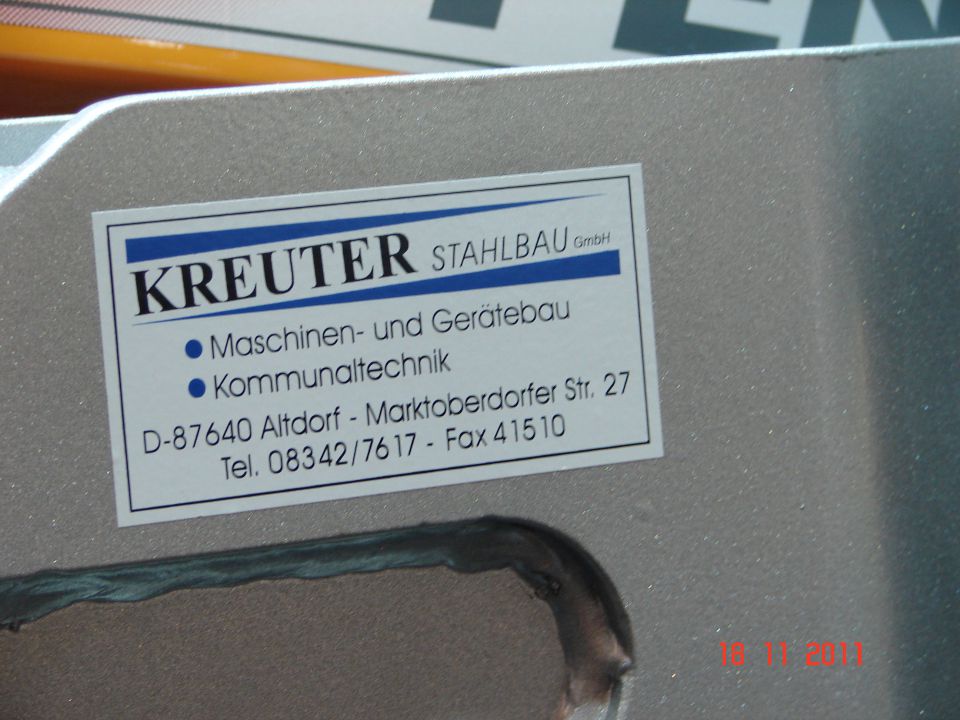 KREUTER STAHLBAU GmbH
Maschinen- und Gerätebau
Kommunaltechnik
D-87640 Altdorf - Marktoberdorfer Str. 27
Tel. 08342/7617 - Fax 41510
18 11 2011